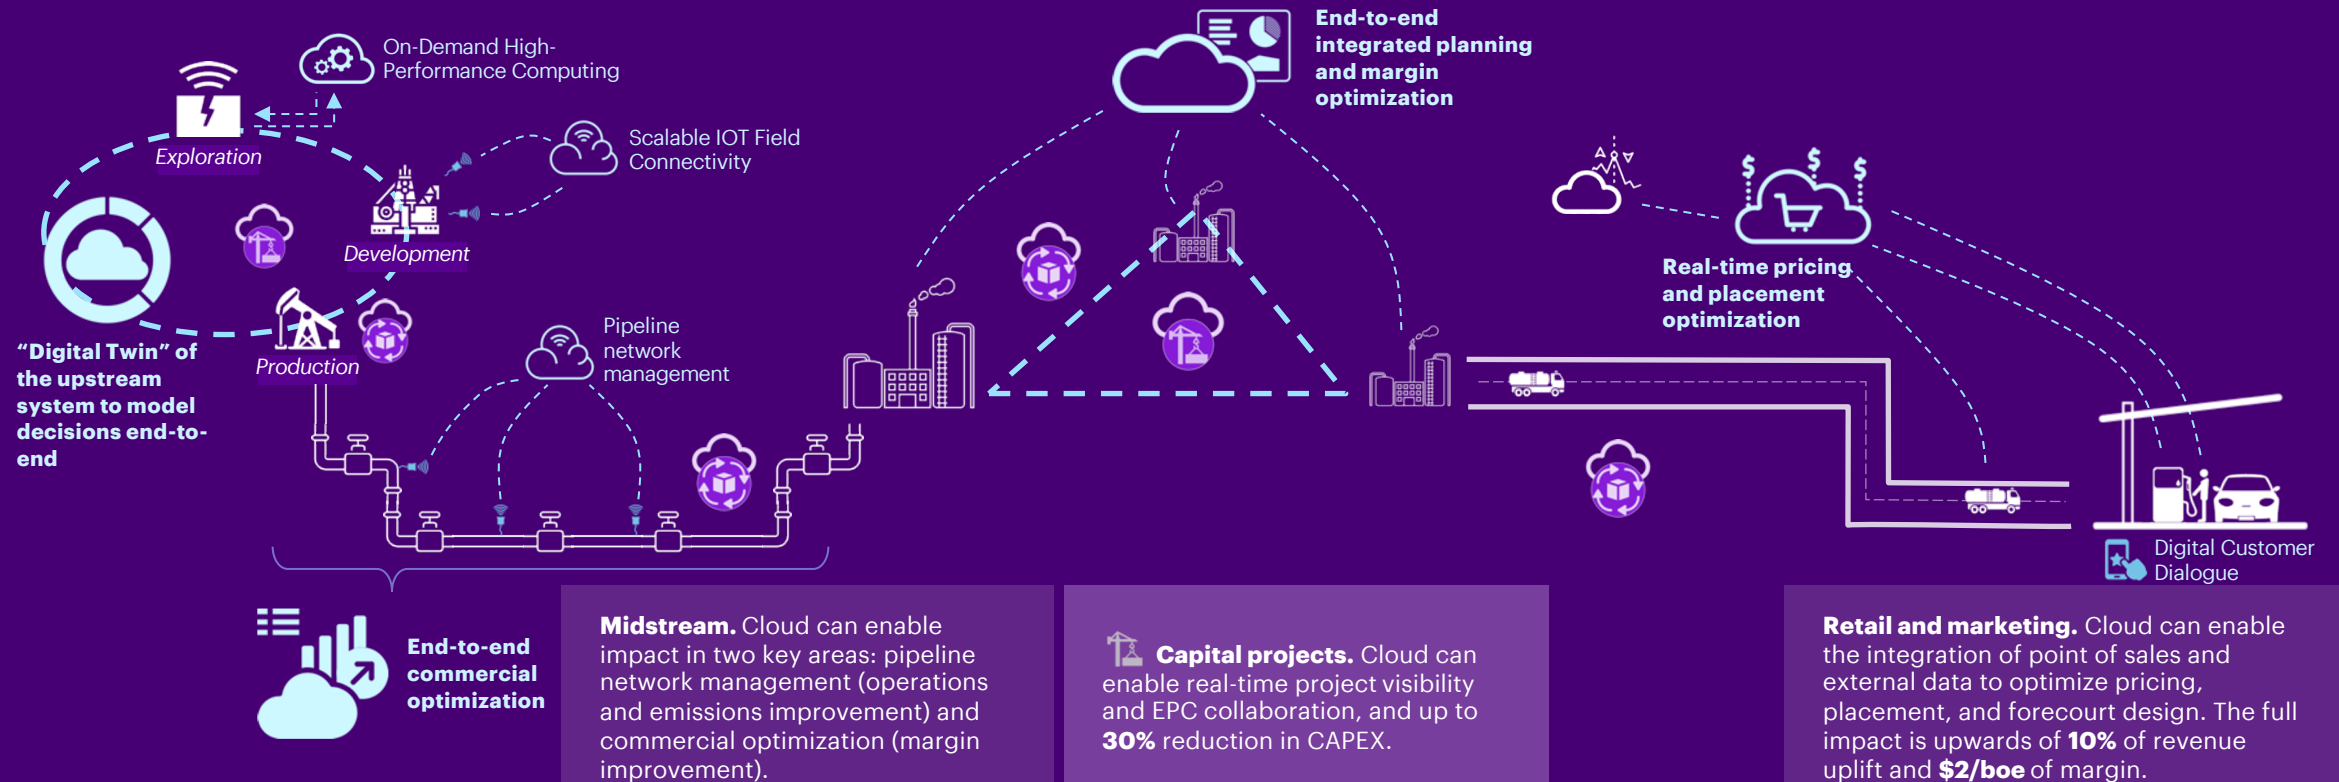 On-Demand High-
Performance Computing
Exploration
Scalable IOT Field
Connectivity
Development
Production
“Digital Twin” of
the upstream
system to model
decisions end-to-
end
Pipeline
network
management
End-to-end
integrated planning
and margin
optimization
$ $ $
Real-time pricing
and placement
optimization
Digital Customer
Dialogue
End-to-end
commercial
optimization
Midstream. Cloud can enable
impact in two key areas: pipeline
network management (operations
and emissions improvement) and
commercial optimization (margin
improvement).
Capital projects. Cloud can
enable real-time project visibility
and EPC collaboration, and up to
30% reduction in CAPEX.
Retail and marketing. Cloud can enable
the integration of point of sales and
external data to optimize pricing,
placement, and forecourt design. The full
impact is upwards of 10% of revenue
uplift and $2/boe of margin.